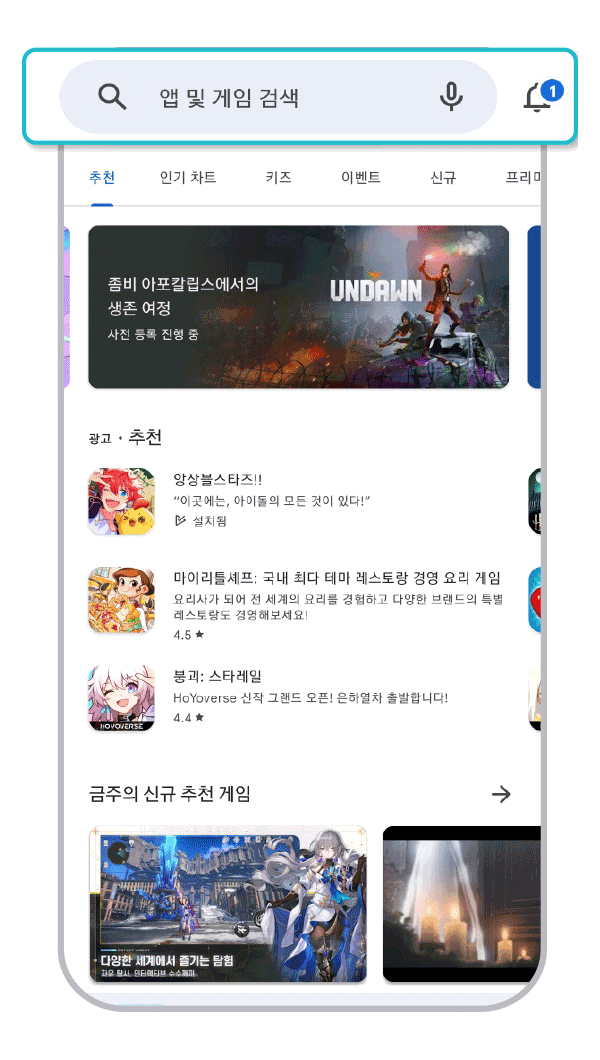 앱 및 게임 검색
1
추천 인기 차트 키즈 이벤트 신규 프리미
좀비 아포칼립스에서의
생존 여정
사전 등록 진행 중
UNDAWN
광고 · 추천
앙상블스타즈!!
“이곳에는, 아이돌의 모든 것이 있다!”
설치됨
마이리틀셰프: 국내 최다 테마 레스토랑 경영 요리 게임
요리사가 되어 전 세계의 요리를 경험하고 다양한 브랜드의 특별
레스토랑도 경영해보세요!
4.5 ★
붕괴: 스타레일
HoYoverse 신작 그랜드 오픈! 은하열차 출발합니다!
4.4 ★
HOYOVERSE
금주의 신규 추천 게임
다양한 세계에서 즐기는 탐험
자유 탐사, 인터랙티브 수수께끼